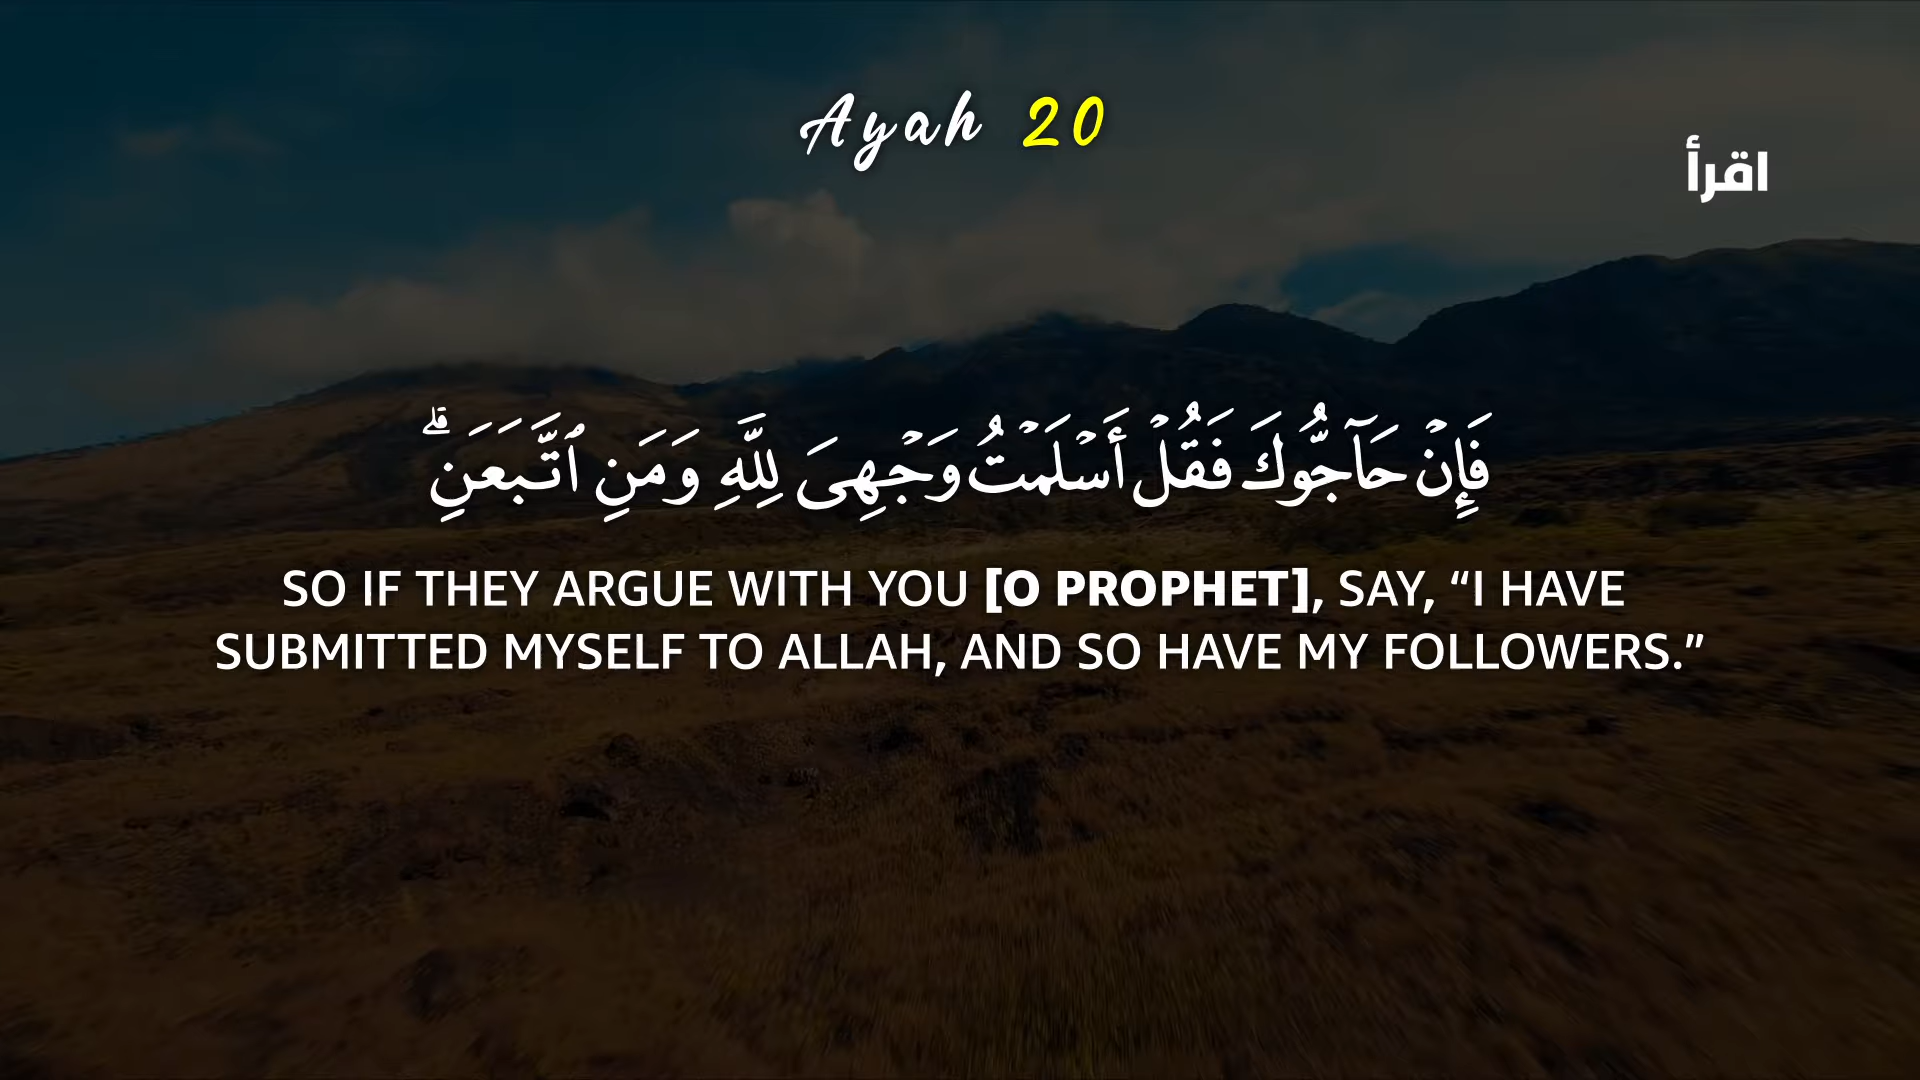 Ayah 20
اقرأ
فَإِنْ حَآجُّوكَ فَقُلْ أَسْلَمْتُ وَجْهِىَ لِلَّهِ وَمَنِ ٱتَّبَعَنِ ۗ
SO IF THEY ARGUE WITH YOU [O PROPHET], SAY, “I HAVE
SUBMITTED MYSELF TO ALLAH, AND SO HAVE MY FOLLOWERS.”